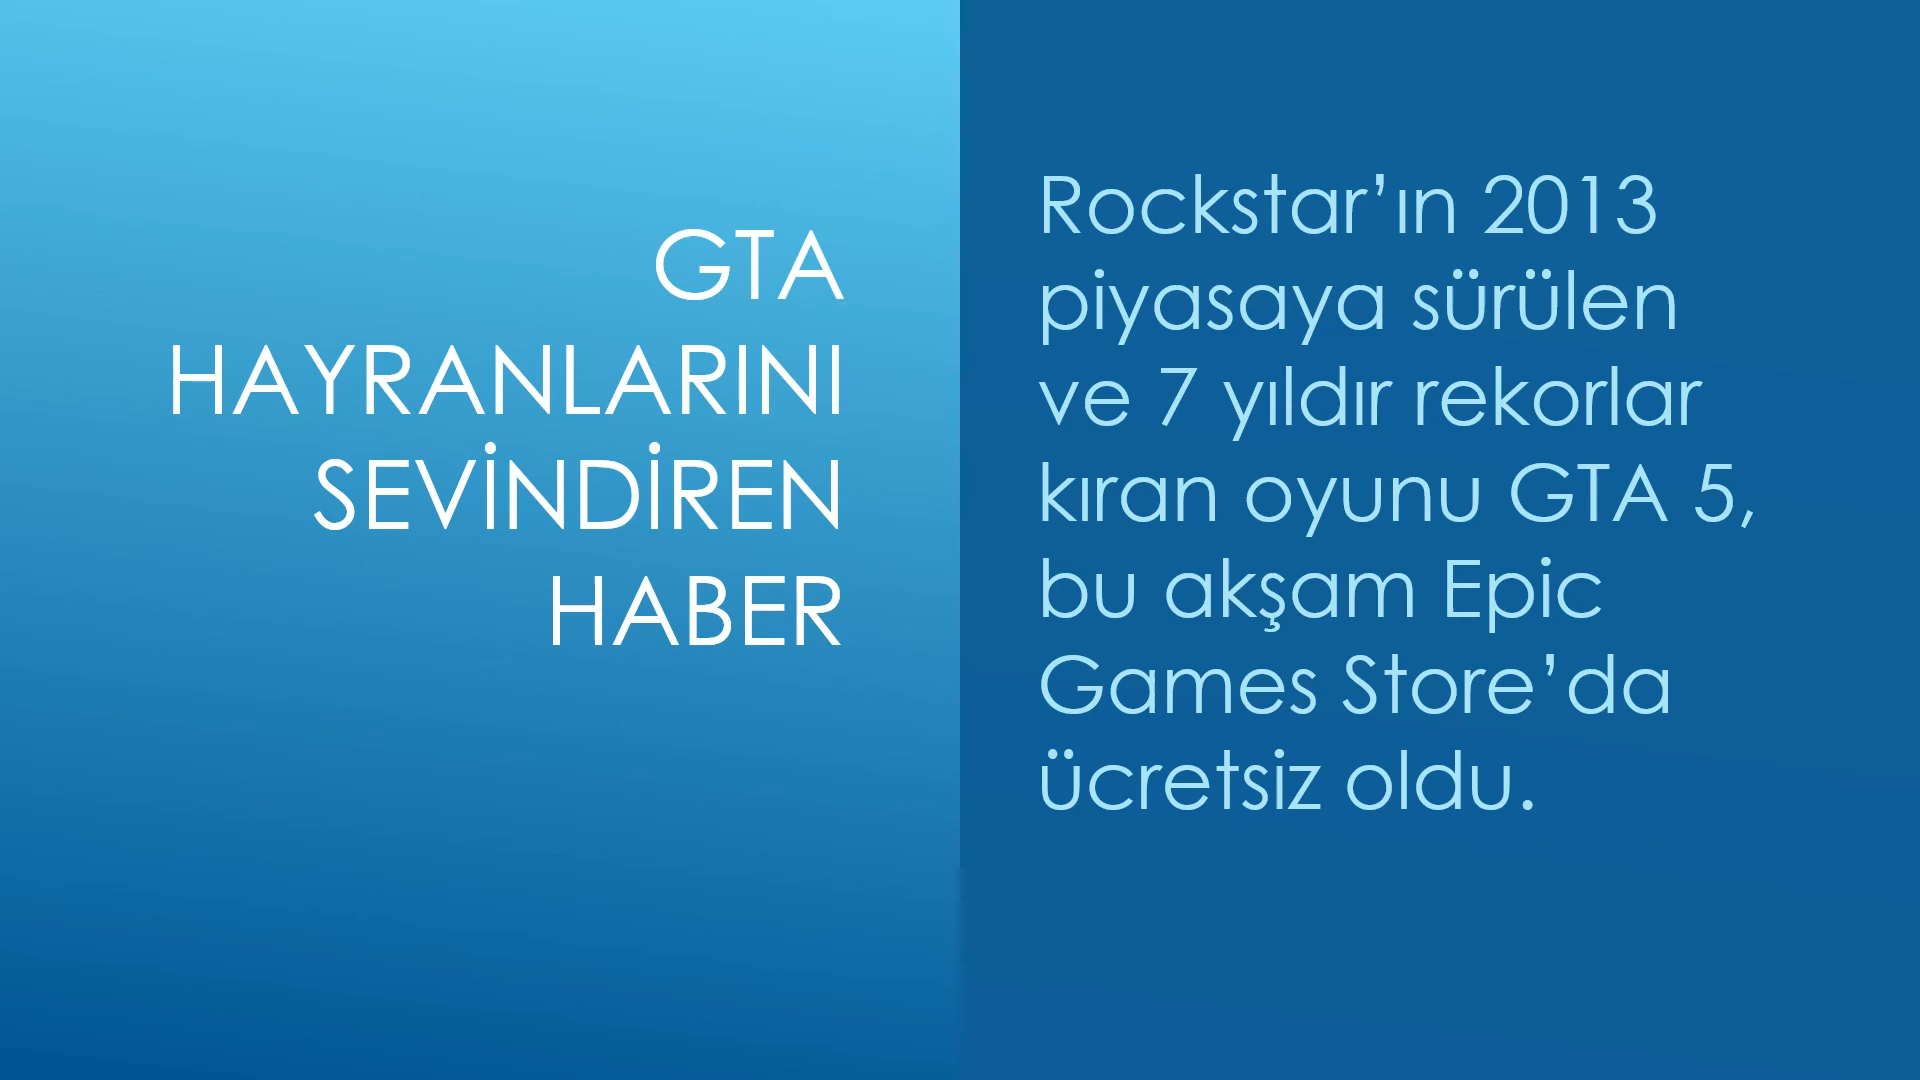 GTA
HAYRANLARINI
SEVİNDİREN
HABER
Rockstar’ın 2013
piyasaya sürülen
ve 7 yıldır rekorlar
kıran oyunu GTA 5,
bu akşam Epic
Games Store’da
ücretsiz oldu.